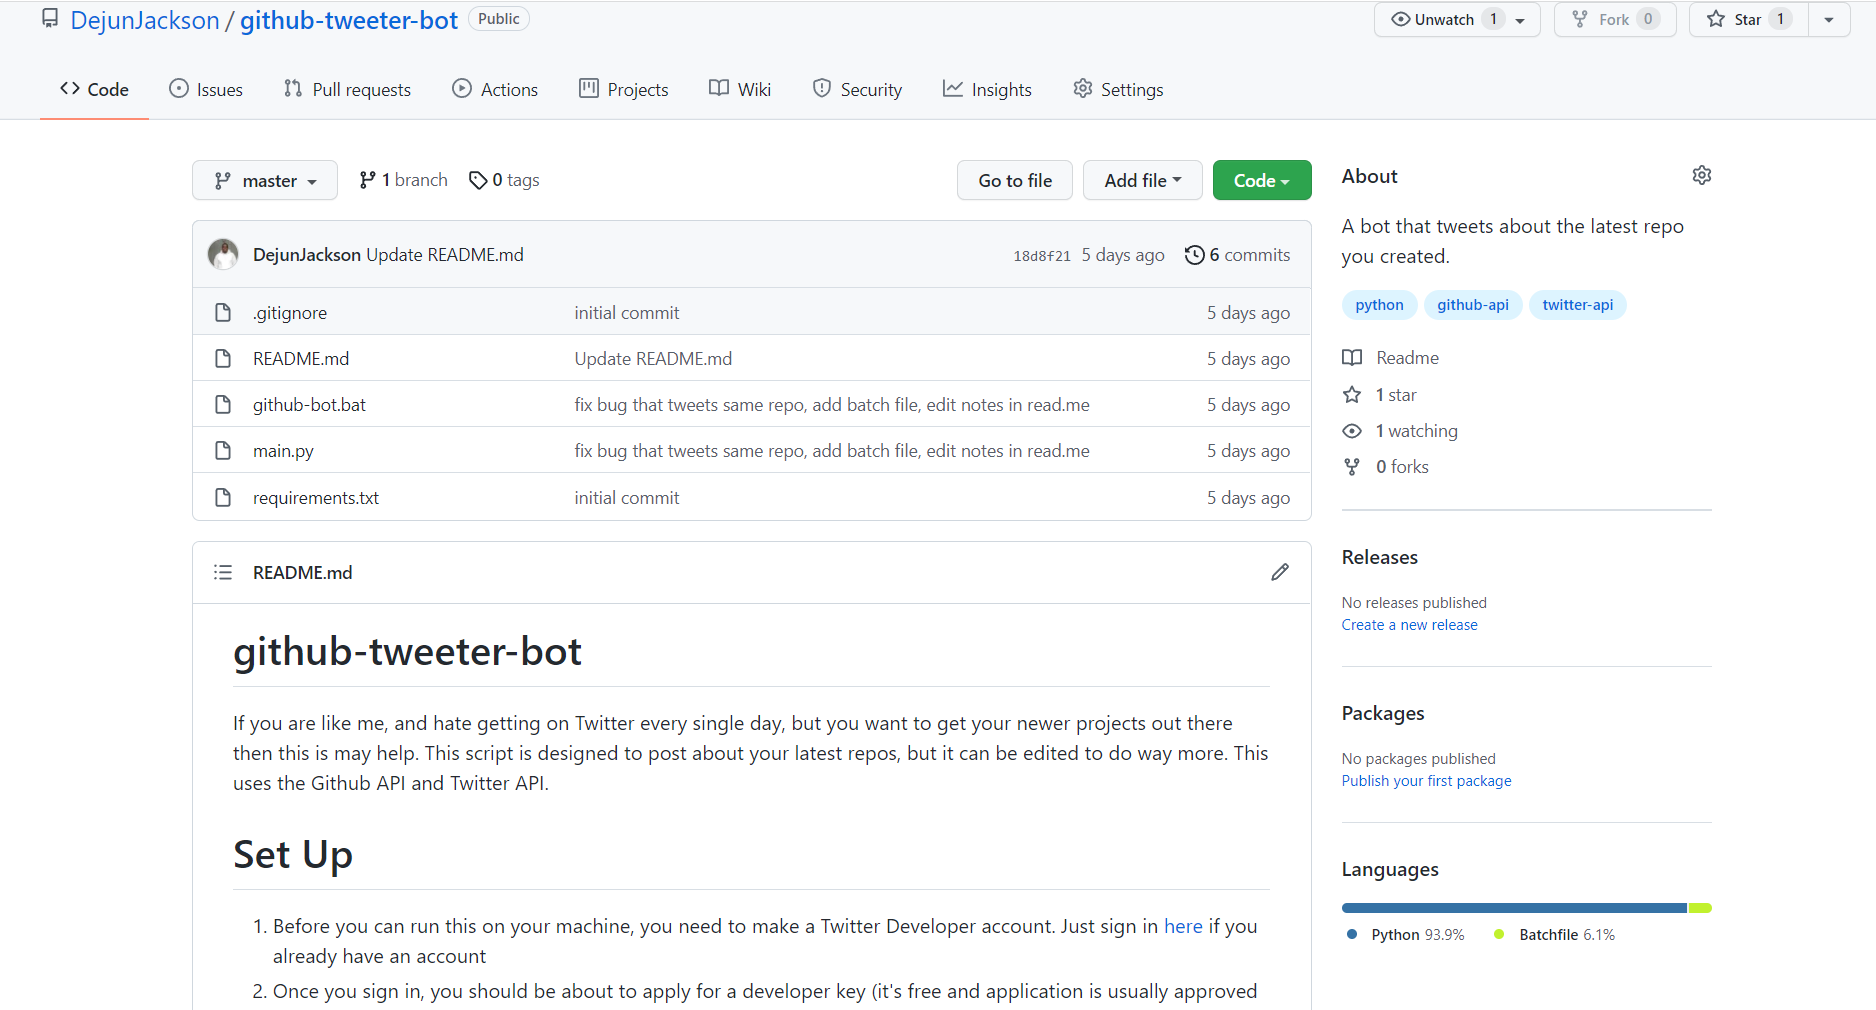 DejunJackson / github-tweeter-bot Public
Unwatch 1 Fork 0 Star 1
Code Issues Pull requests Actions Projects Wiki Security Insights Settings
master 1 branch 0 tags Go to file Add file Code
DejunJackson Update README.md 18d8f21 5 days ago 6 commits
.gitignore initial commit 5 days ago
README.md Update README.md 5 days ago
github-bot.bat fix bug that tweets same repo, add batch file, edit notes in read.me 5 days ago
main.py fix bug that tweets same repo, add batch file, edit notes in read.me 5 days ago
requirements.txt initial commit 5 days ago
README.md
github-tweeter-bot
If you are like me, and hate getting on Twitter every single day, but you want to get your newer projects out there
then this is may help. This script is designed to post about your latest repos, but it can be edited to do way more. This
uses the Github API and Twitter API.
Set Up
1. Before you can run this on your machine, you need to make a Twitter Developer account. Just sign in here if you
already have an account
2. Once you sign in, you should be about to apply for a developer key (it's free and application is usually approved
About
A bot that tweets about the latest repo
you created.
python github-api twitter-api
Readme
1 star
1 watching
0 forks
Releases
No releases published
Create a new release
Packages
No packages published
Publish your first package
Languages
Python 93.9% Batchfile 6.1%